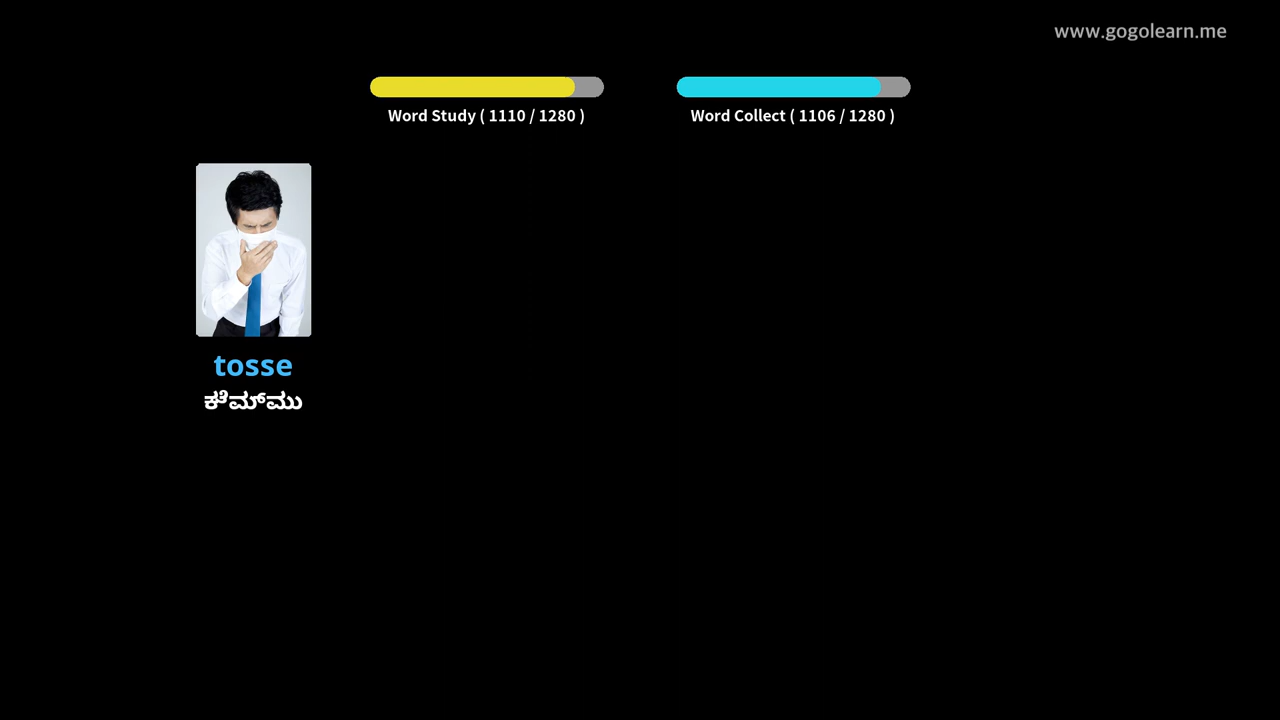 www.gogolearn.me
Word Study ( 1110 / 1280 )
Word Collect ( 1106 / 1280 )
tosse
ಕೆಮ್ಮು